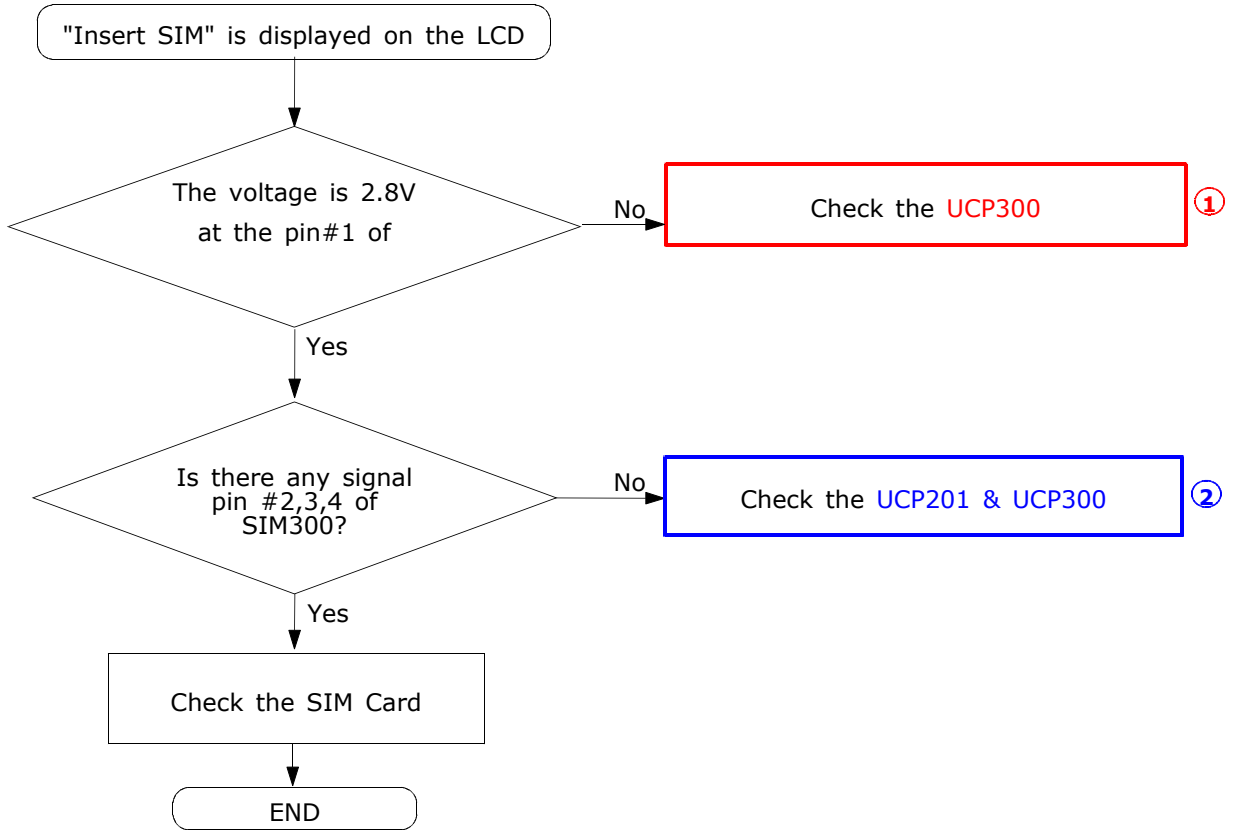 "Insert SIM" is displayed on the LCD
The voltage is 2.8V
at the pin#1 of
No
Check the UCP300
1
Yes
Is there any signal
pin #2,3,4 of
SIM300?
No
Check the UCP201 & UCP300
2
Yes
Check the SIM Card
END